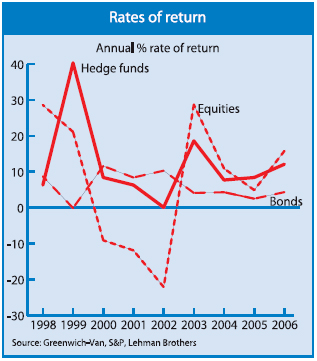 Rates of return
Annual % rate of return
40
Hedge funds
30
Equities
20
10
Bonds
0
-10
-20
-30
1998 1999 2000 2001 2002 2003 2004 2005 2006
Source: Greenwich-Van, S&P, Lehman Brothers